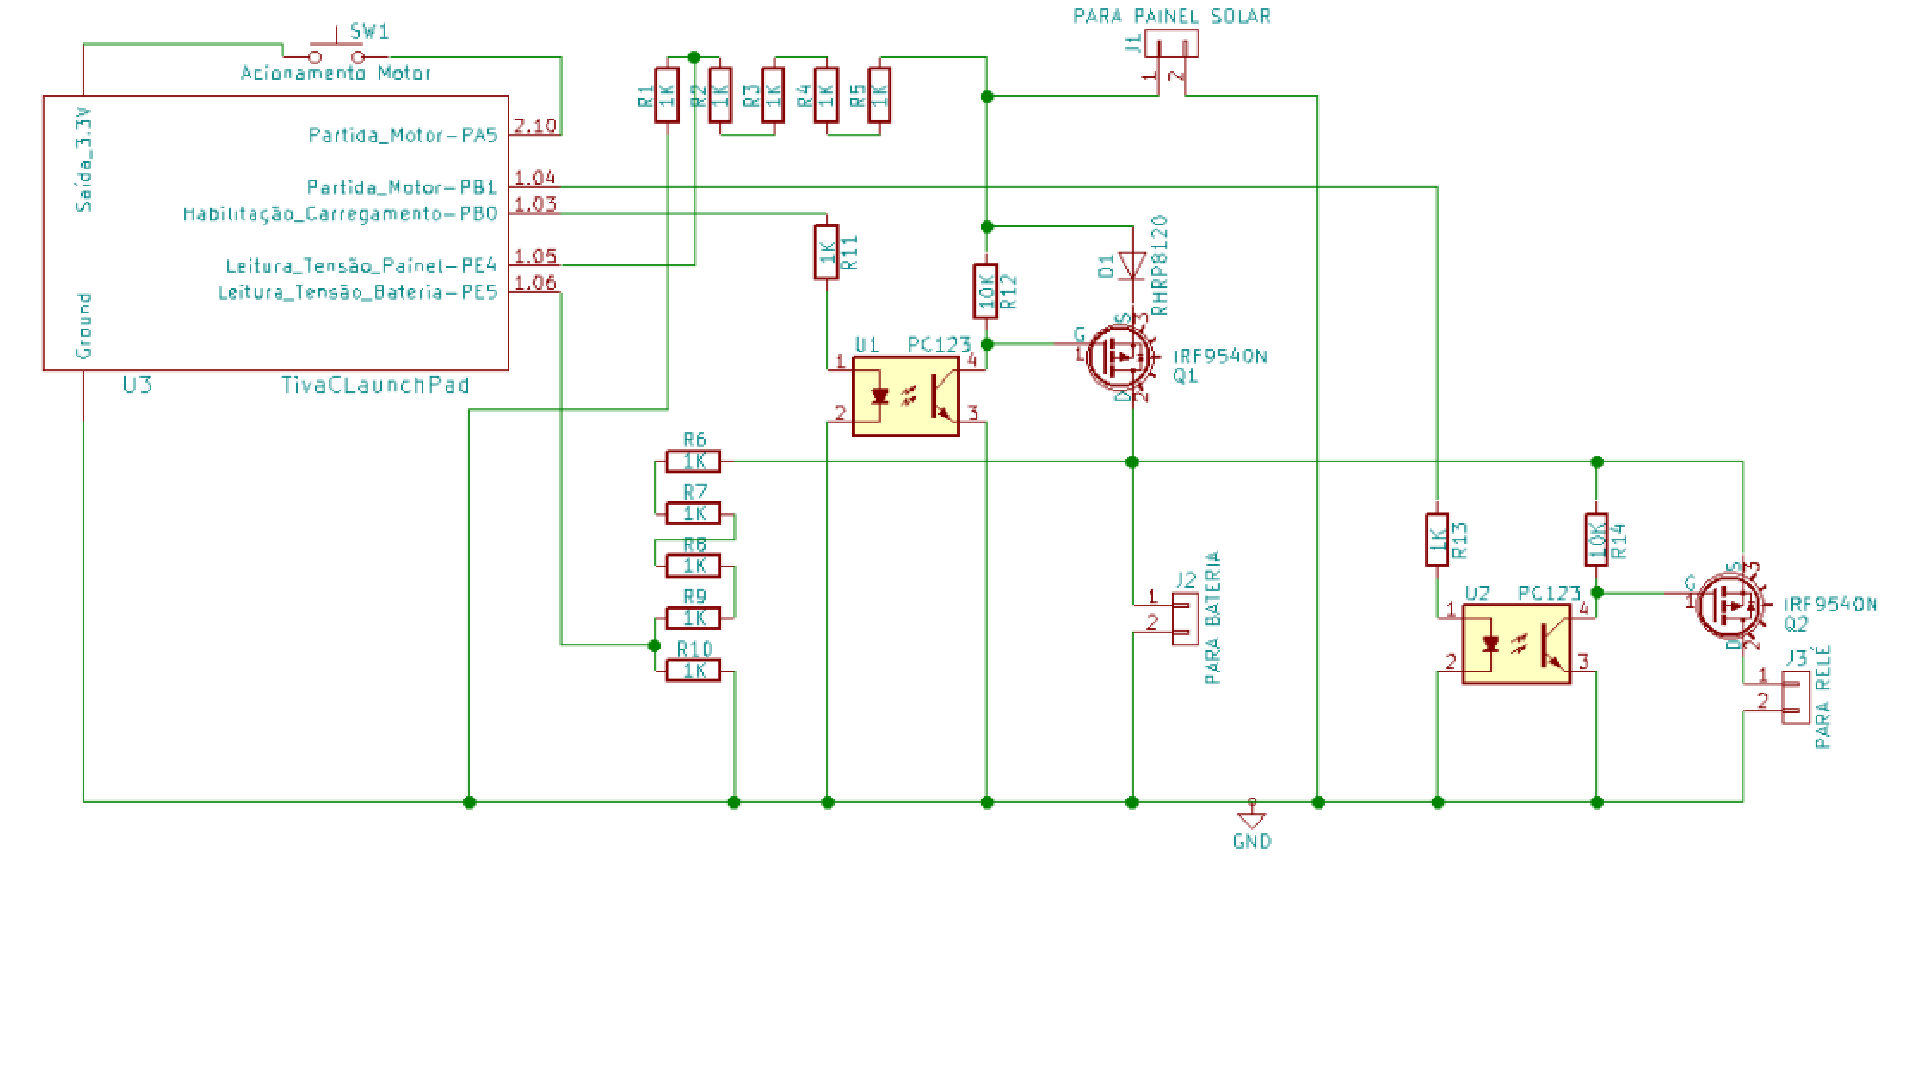 PARA PAINEL SOLAR
J1
1
2
SW1
Acionamento Motor
R1
1K
R2
1K
R3
1K
R4
1K
R5
1K
Saída_3.3V
Ground
Partida_Motor-PA5
2.10
Partida_Motor-PB1
1.04
Habilitação_Carregamento-PB0
1.03
Leitura_Tensão_Painel-PE4
1.05
Leitura_Tensão_Bateria-PE5
1.06
U3
TivaCLaunchPad
1K
R11
10K
R12
D1
RHRP8120
U1
PC123
1
2
4
3
G
1
S
3
D
2
IRF9540N
Q1
R6
1K
R7
1K
R8
1K
R9
1K
R10
1K
J2
1
2
PARA BATERIA
1K
R13
10K
R14
U2
PC123
1
2
4
3
G
1
S
3
D
2
IRF9540N
Q2
J3
1
2
PARA RELÉ
GND